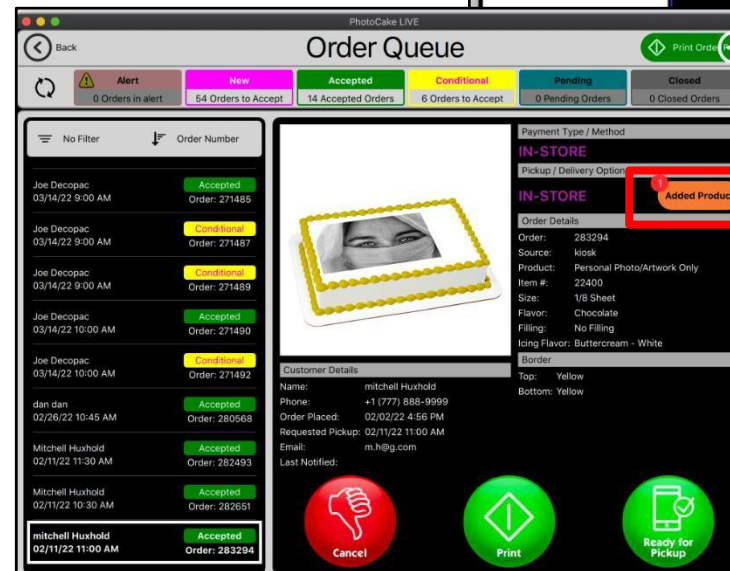 PhotoCake LIVE
Back
Order Queue
Print Orde
Alert
0 Orders in alert
New
54 Orders to Accept
Accepted
14 Accepted Orders
Conditional
6 Orders to Accept
Pending
0 Pending Orders
Closed
0 Closed Orders
No Filter
Order Number
Joe Decopac
03/14/22 9:00 AM
Accepted
Order: 271485
Joe Decopac
03/14/22 9:00 AM
Conditional
Order: 271487
Joe Decopac
03/14/22 9:00 AM
Conditional
Order: 271489
Joe Decopac
03/14/22 10:00 AM
Accepted
Order: 271490
Joe Decopac
03/14/22 10:00 AM
Conditional
Order: 271492
dan dan
02/26/22 10:45 AM
Accepted
Order: 280568
Mitchell Huxhold
02/11/22 11:30 AM
Accepted
Order: 282493
Mitchell Huxhold
02/11/22 10:30 AM
Accepted
Order: 282651
mitchell Huxhold
02/11/22 11:00 AM
Accepted
Order: 283294
Customer Details
Name: mitchell Huxhold
Phone: +1 (777) 888-9999
Order Placed: 02/02/22 4:56 PM
Requested Pickup: 02/11/22 11:00 AM
Email: m.h@g.com
Last Notified:
Payment Type / Method
IN-STORE
Pickup / Delivery Option
IN-STORE
1
Added Produc
Order Details
Order: 283294
Source: kiosk
Product: Personal Photo/Artwork Only
Item #: 22400
Size: 1/8 Sheet
Flavor: Chocolate
Filling: No Filling
Icing Flavor: Buttercream - White
Border
Top: Yellow
Bottom: Yellow
Cancel
Print
Ready for
Pickup